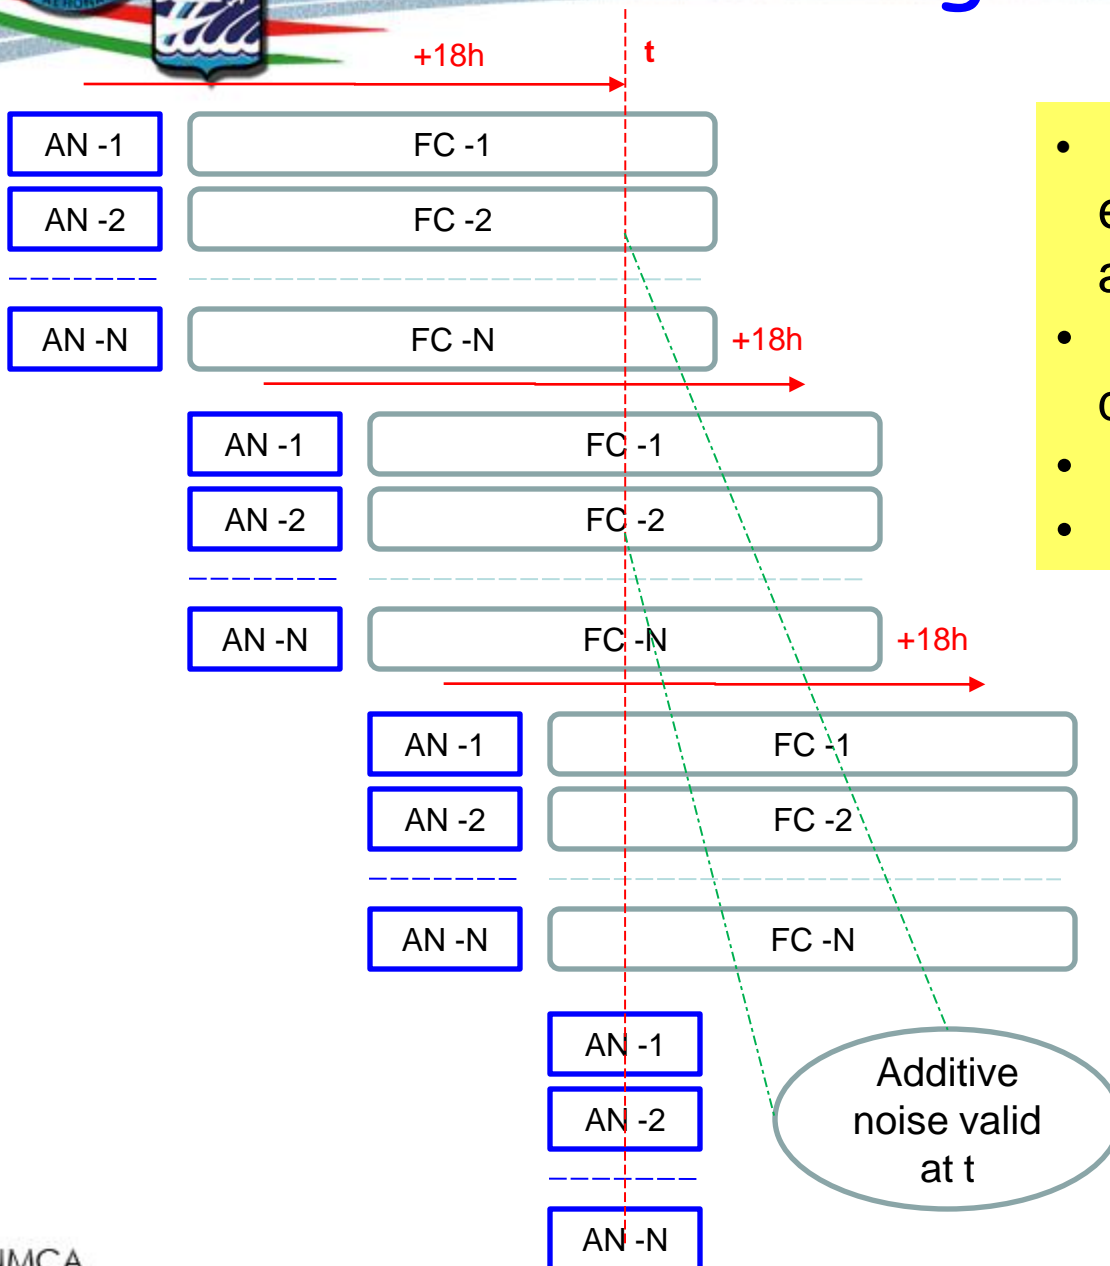 +18h t
AN -1 FC -1
AN -2 FC -2
AN -N FC -N +18h
AN -1 FC -1
AN -2 FC -2
AN -N FC -N +18h
AN -1 FC -1
AN -2 FC -2
AN -N FC -N
AN -1
AN -2
AN -N
Additive
noise valid
at t